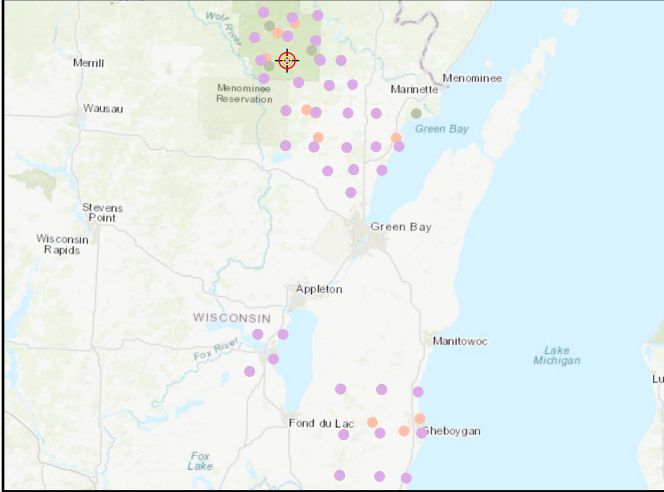 Wolf
River
Merrill
Menominee
Marinette
Menominee
Reservation
Wausau
Green Bay
Stevens
Point
Green Bay
Wisconsin
Rapids
Appleton
WISCONSIN
Fox River
Manitowoc
Lake
Michigan
Lu
Fond du Lac
Sheboygan
Fox
Lake